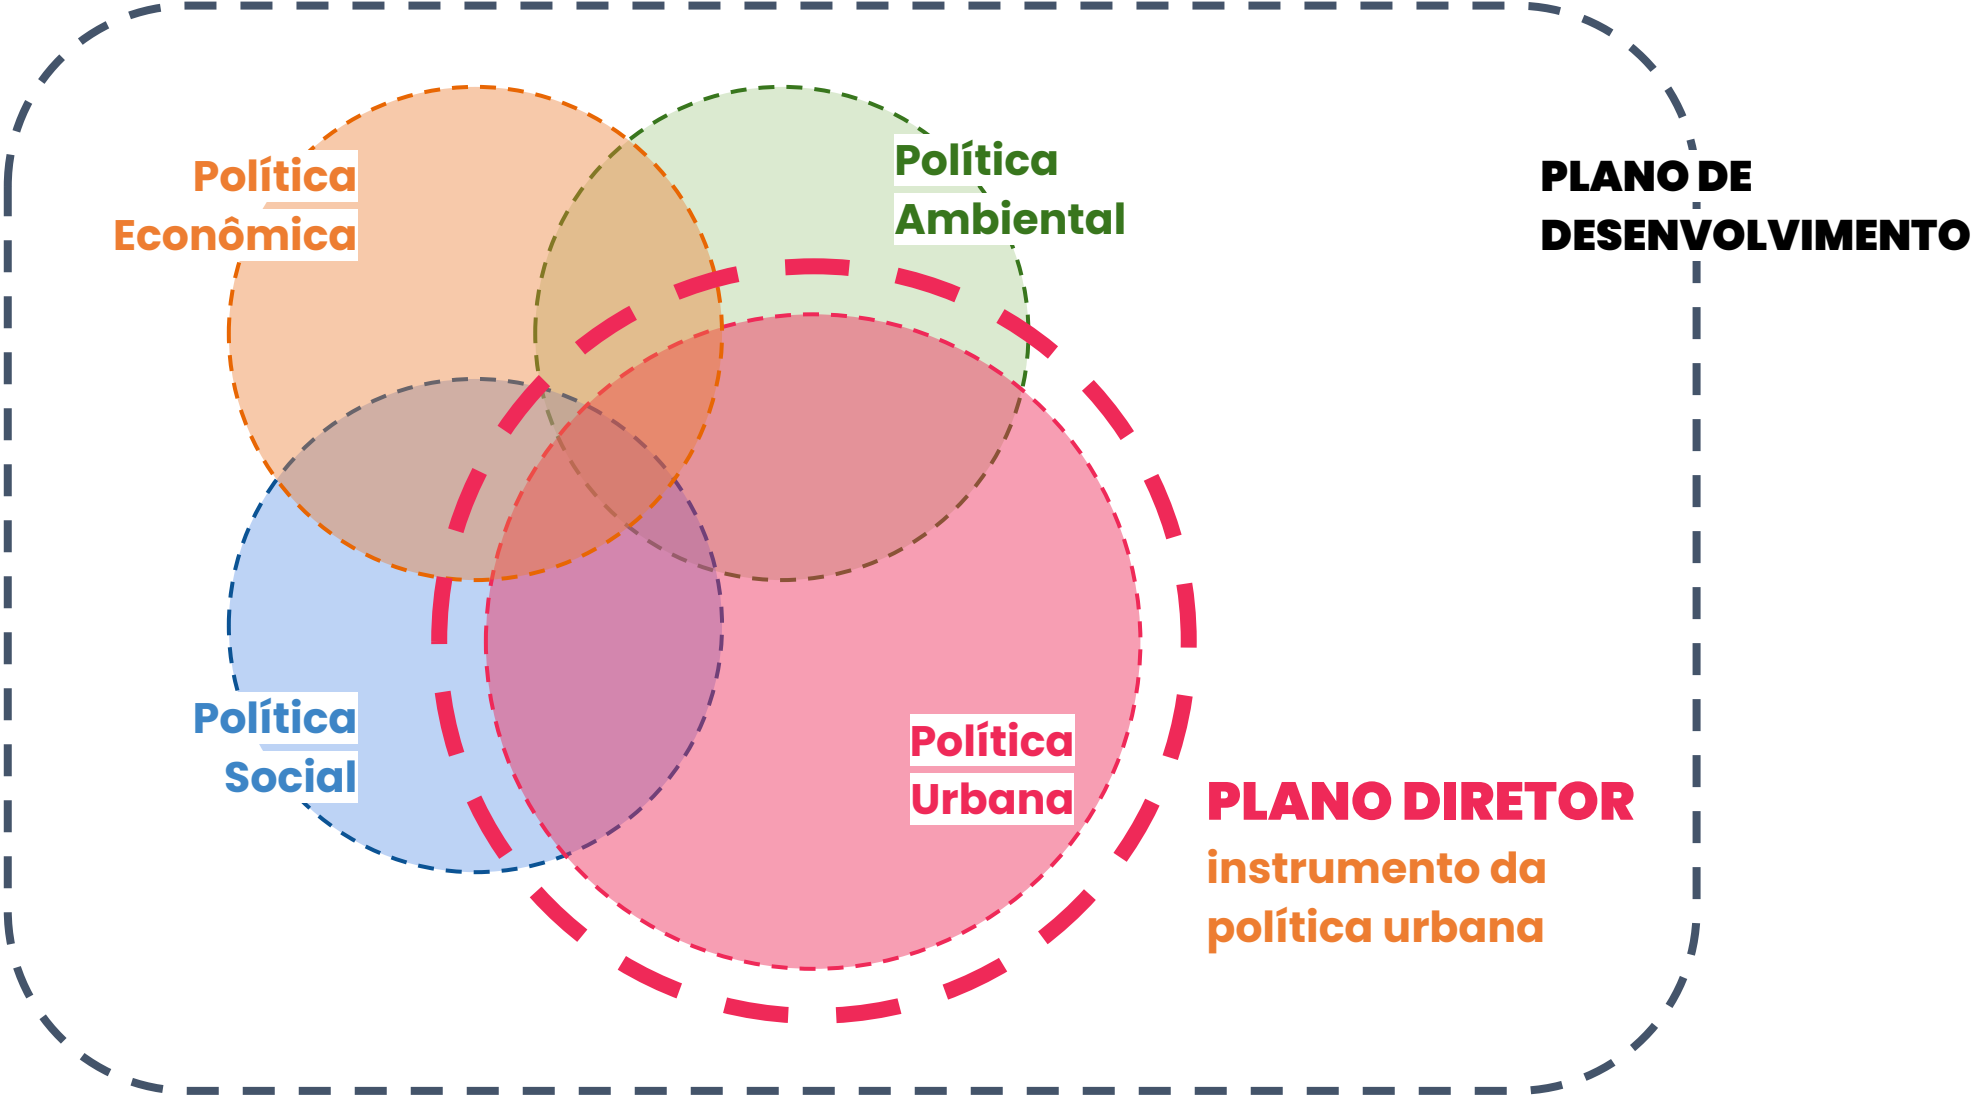 Política
Econômica
Política
Ambiental
PLANO DE
DESENVOLVIMENTO
Política
Social
Política
Urbana
PLANO DIRETOR
instrumento da
política urbana